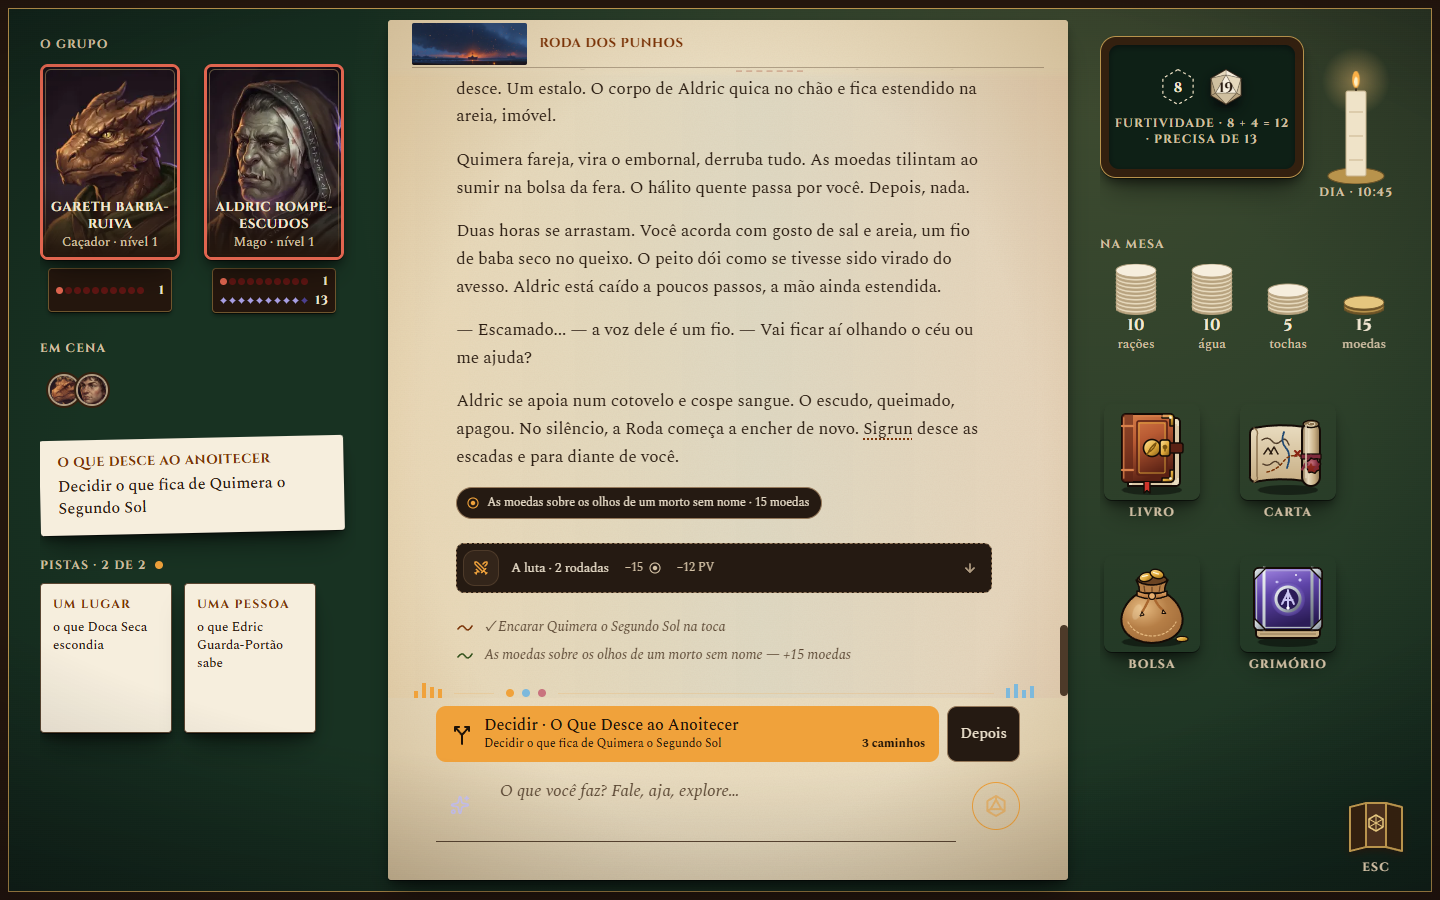 O GRUPO
GARETH BARBA-
RUIVA
Caçador · nível 1
1
ALDRIC ROMPE-
ESCUDOS
Mago · nível 1
1
13
EM CENA
O QUE DESCE AO ANOITECER
Decidir o que fica de Quimera o
Segundo Sol
PISTAS · 2 DE 2
UM LUGAR
o que Doca Seca
escondia
UMA PESSOA
o que Edric
Guarda-Portão
sabe
RODA DOS PUNHOS
desce. Um estalo. O corpo de Aldric quica no chão e fica estendido na
areia, imóvel.
Quimera fareja, vira o embornal, derruba tudo. As moedas tilintam ao
sumir na bolsa da fera. O hálito quente passa por você. Depois, nada.
Duas horas se arrastam. Você acorda com gosto de sal e areia, um fio
de baba seco no queixo. O peito dói como se tivesse sido virado do
avesso. Aldric está caído a poucos passos, a mão ainda estendida.
— Escamado... — a voz dele é um fio. — Vai ficar aí olhando o céu ou
me ajuda?
Aldric se apoia num cotovelo e cospe sangue. O escudo, queimado,
apagou. No silêncio, a Roda começa a encher de novo. Sigrun desce as
escadas e para diante de você.
As moedas sobre os olhos de um morto sem nome · 15 moedas
A luta · 2 rodadas −15 −12 PV
✓ Encarar Quimera o Segundo Sol na toca
As moedas sobre os olhos de um morto sem nome — +15 moedas
Decidir · O Que Desce ao Anoitecer
Decidir o que fica de Quimera o Segundo Sol
3 caminhos
Depois
O que você faz? Fale, aja, explore...
8
19
FURTIVIDADE · 8 + 4 = 12
· PRECISA DE 13
DIA · 10:45
NA MESA
10
rações
10
água
5
tochas
15
moedas
LIVRO
CARTA
BOLSA
GRIMÓRIO
ESC